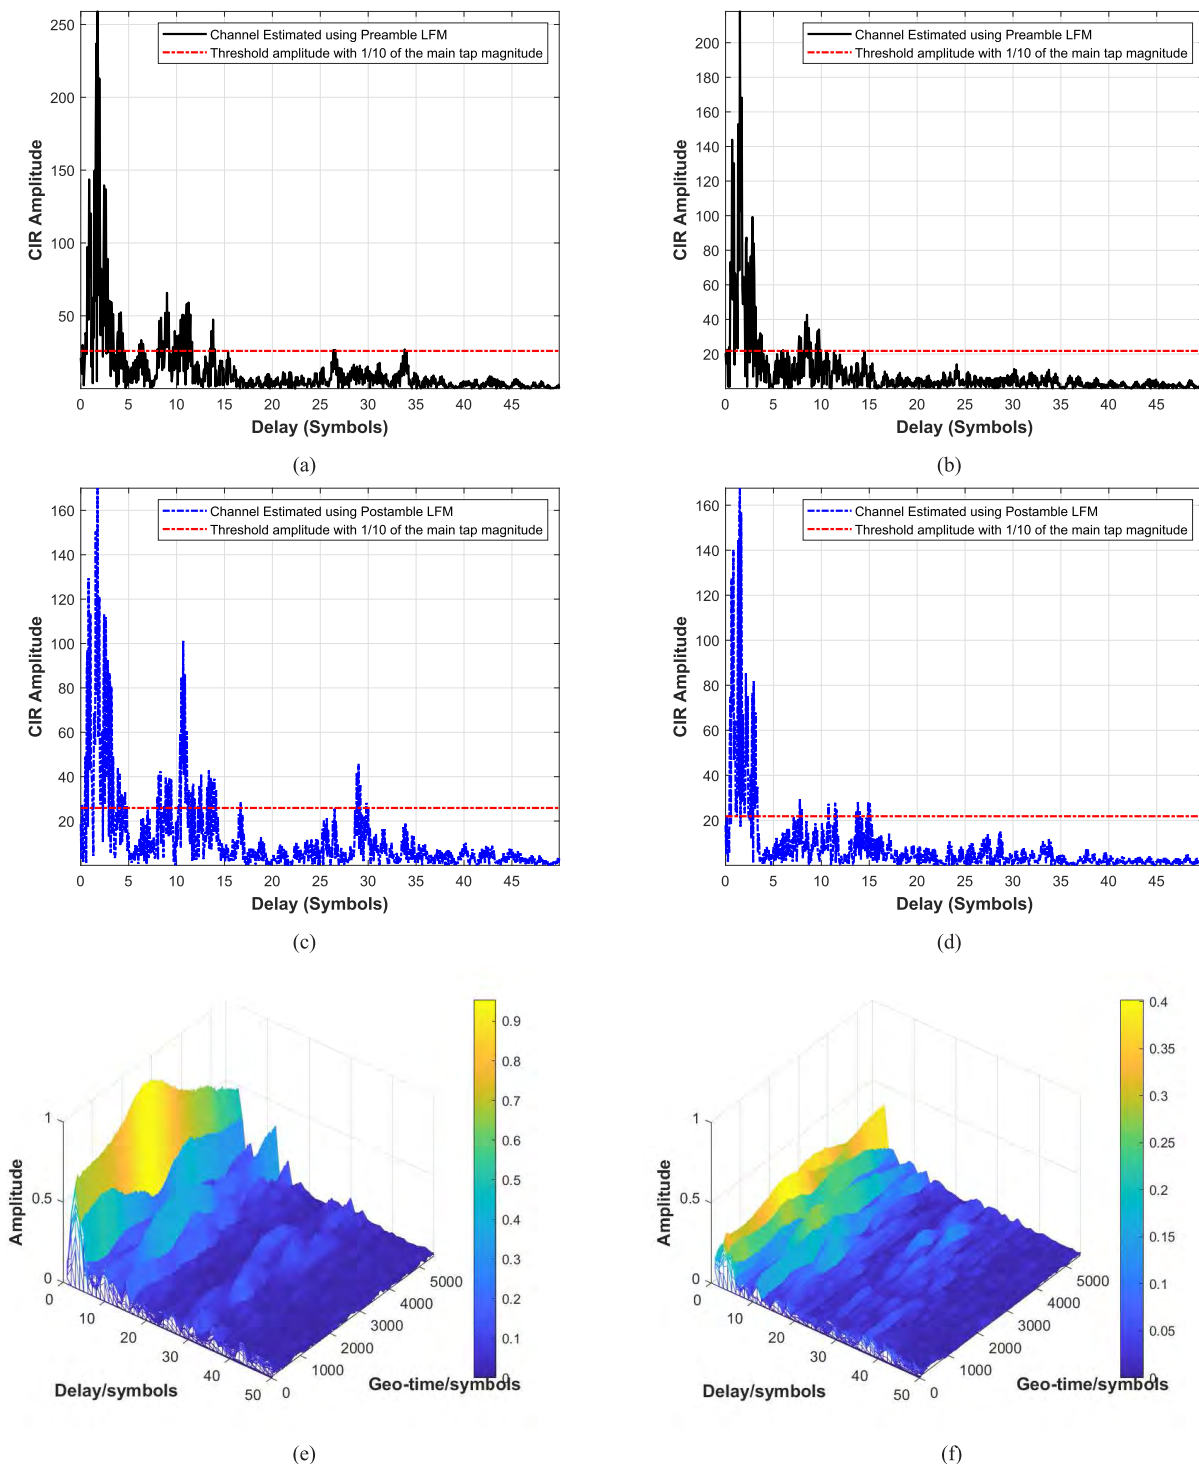 Channel Estimated using Preamble LFM
Threshold amplitude with 1/10 of the main tap magnitude
CIR Amplitude
250
200
150
100
50
0 5 10 15 20 25 30 35 40 45
Delay (Symbols)
(a)
Channel Estimated using Preamble LFM
Threshold amplitude with 1/10 of the main tap magnitude
CIR Amplitude
200
180
160
140
120
100
80
60
40
20
0 5 10 15 20 25 30 35 40 45
Delay (Symbols)
(b)
Channel Estimated using Postamble LFM
Threshold amplitude with 1/10 of the main tap magnitude
CIR Amplitude
160
140
120
100
80
60
40
20
0 5 10 15 20 25 30 35 40 45
Delay (Symbols)
(c)
Channel Estimated using Postamble LFM
Threshold amplitude with 1/10 of the main tap magnitude
CIR Amplitude
160
140
120
100
80
60
40
20
0 5 10 15 20 25 30 35 40 45
Delay (Symbols)
(d)
Amplitude
1
0.5
0
0 10 20 30 40 50
Delay/symbols
0 1000 2000 3000 4000 5000
Geo-time/symbols
0.9
0.8
0.7
0.6
0.5
0.4
0.3
0.2
0.1
0
(e)
Amplitude
1
0.5
0
0 10 20 30 40 50
Delay/symbols
0 1000 2000 3000 4000 5000
Geo-time/symbols
0.4
0.35
0.3
0.25
0.2
0.15
0.1
0.05
0
(f)